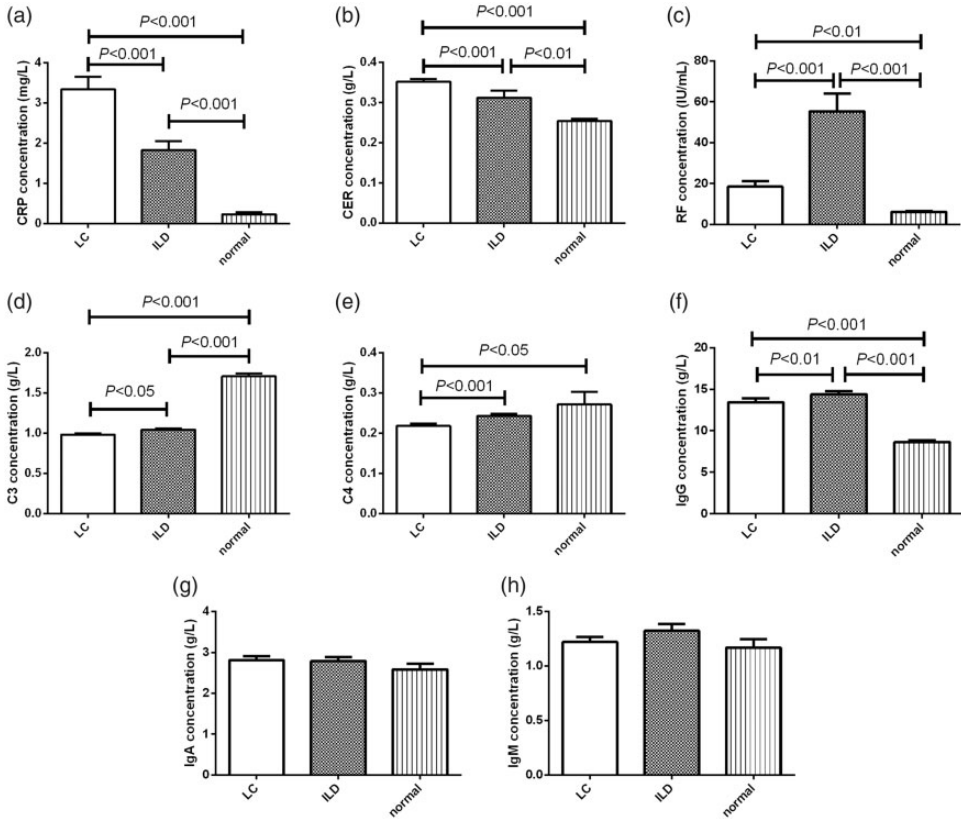 (a)
P<0.001
P<0.001
P<0.001
CRP concentration (mg/L)
4
3
2
1
0
LC
ILD
normal
(b)
P<0.001
P<0.001
P<0.01
CER concentration (g/L)
0.4
0.3
0.2
0.1
0.0
LC
ILD
normal
(c)
P<0.01
P<0.001
P<0.001
RF concentration (IU/mL)
80
60
40
20
0
LC
ILD
normal
(d)
P<0.001
P<0.001
P<0.05
C3 concentration (g/L)
2.0
1.5
1.0
0.5
0.0
LC
ILD
normal
(e)
P<0.05
P<0.001
C4 concentration (g/L)
0.4
0.3
0.2
0.1
0.0
LC
ILD
normal
(f)
P<0.001
P<0.01
P<0.001
IgG concentration (g/L)
20
15
10
5
0
LC
ILD
normal
(g)
IgA concentration (g/L)
4
3
2
1
0
LC
ILD
normal
(h)
IgM concentration (g/L)
1.5
1.0
0.5
0.0
LC
ILD
normal